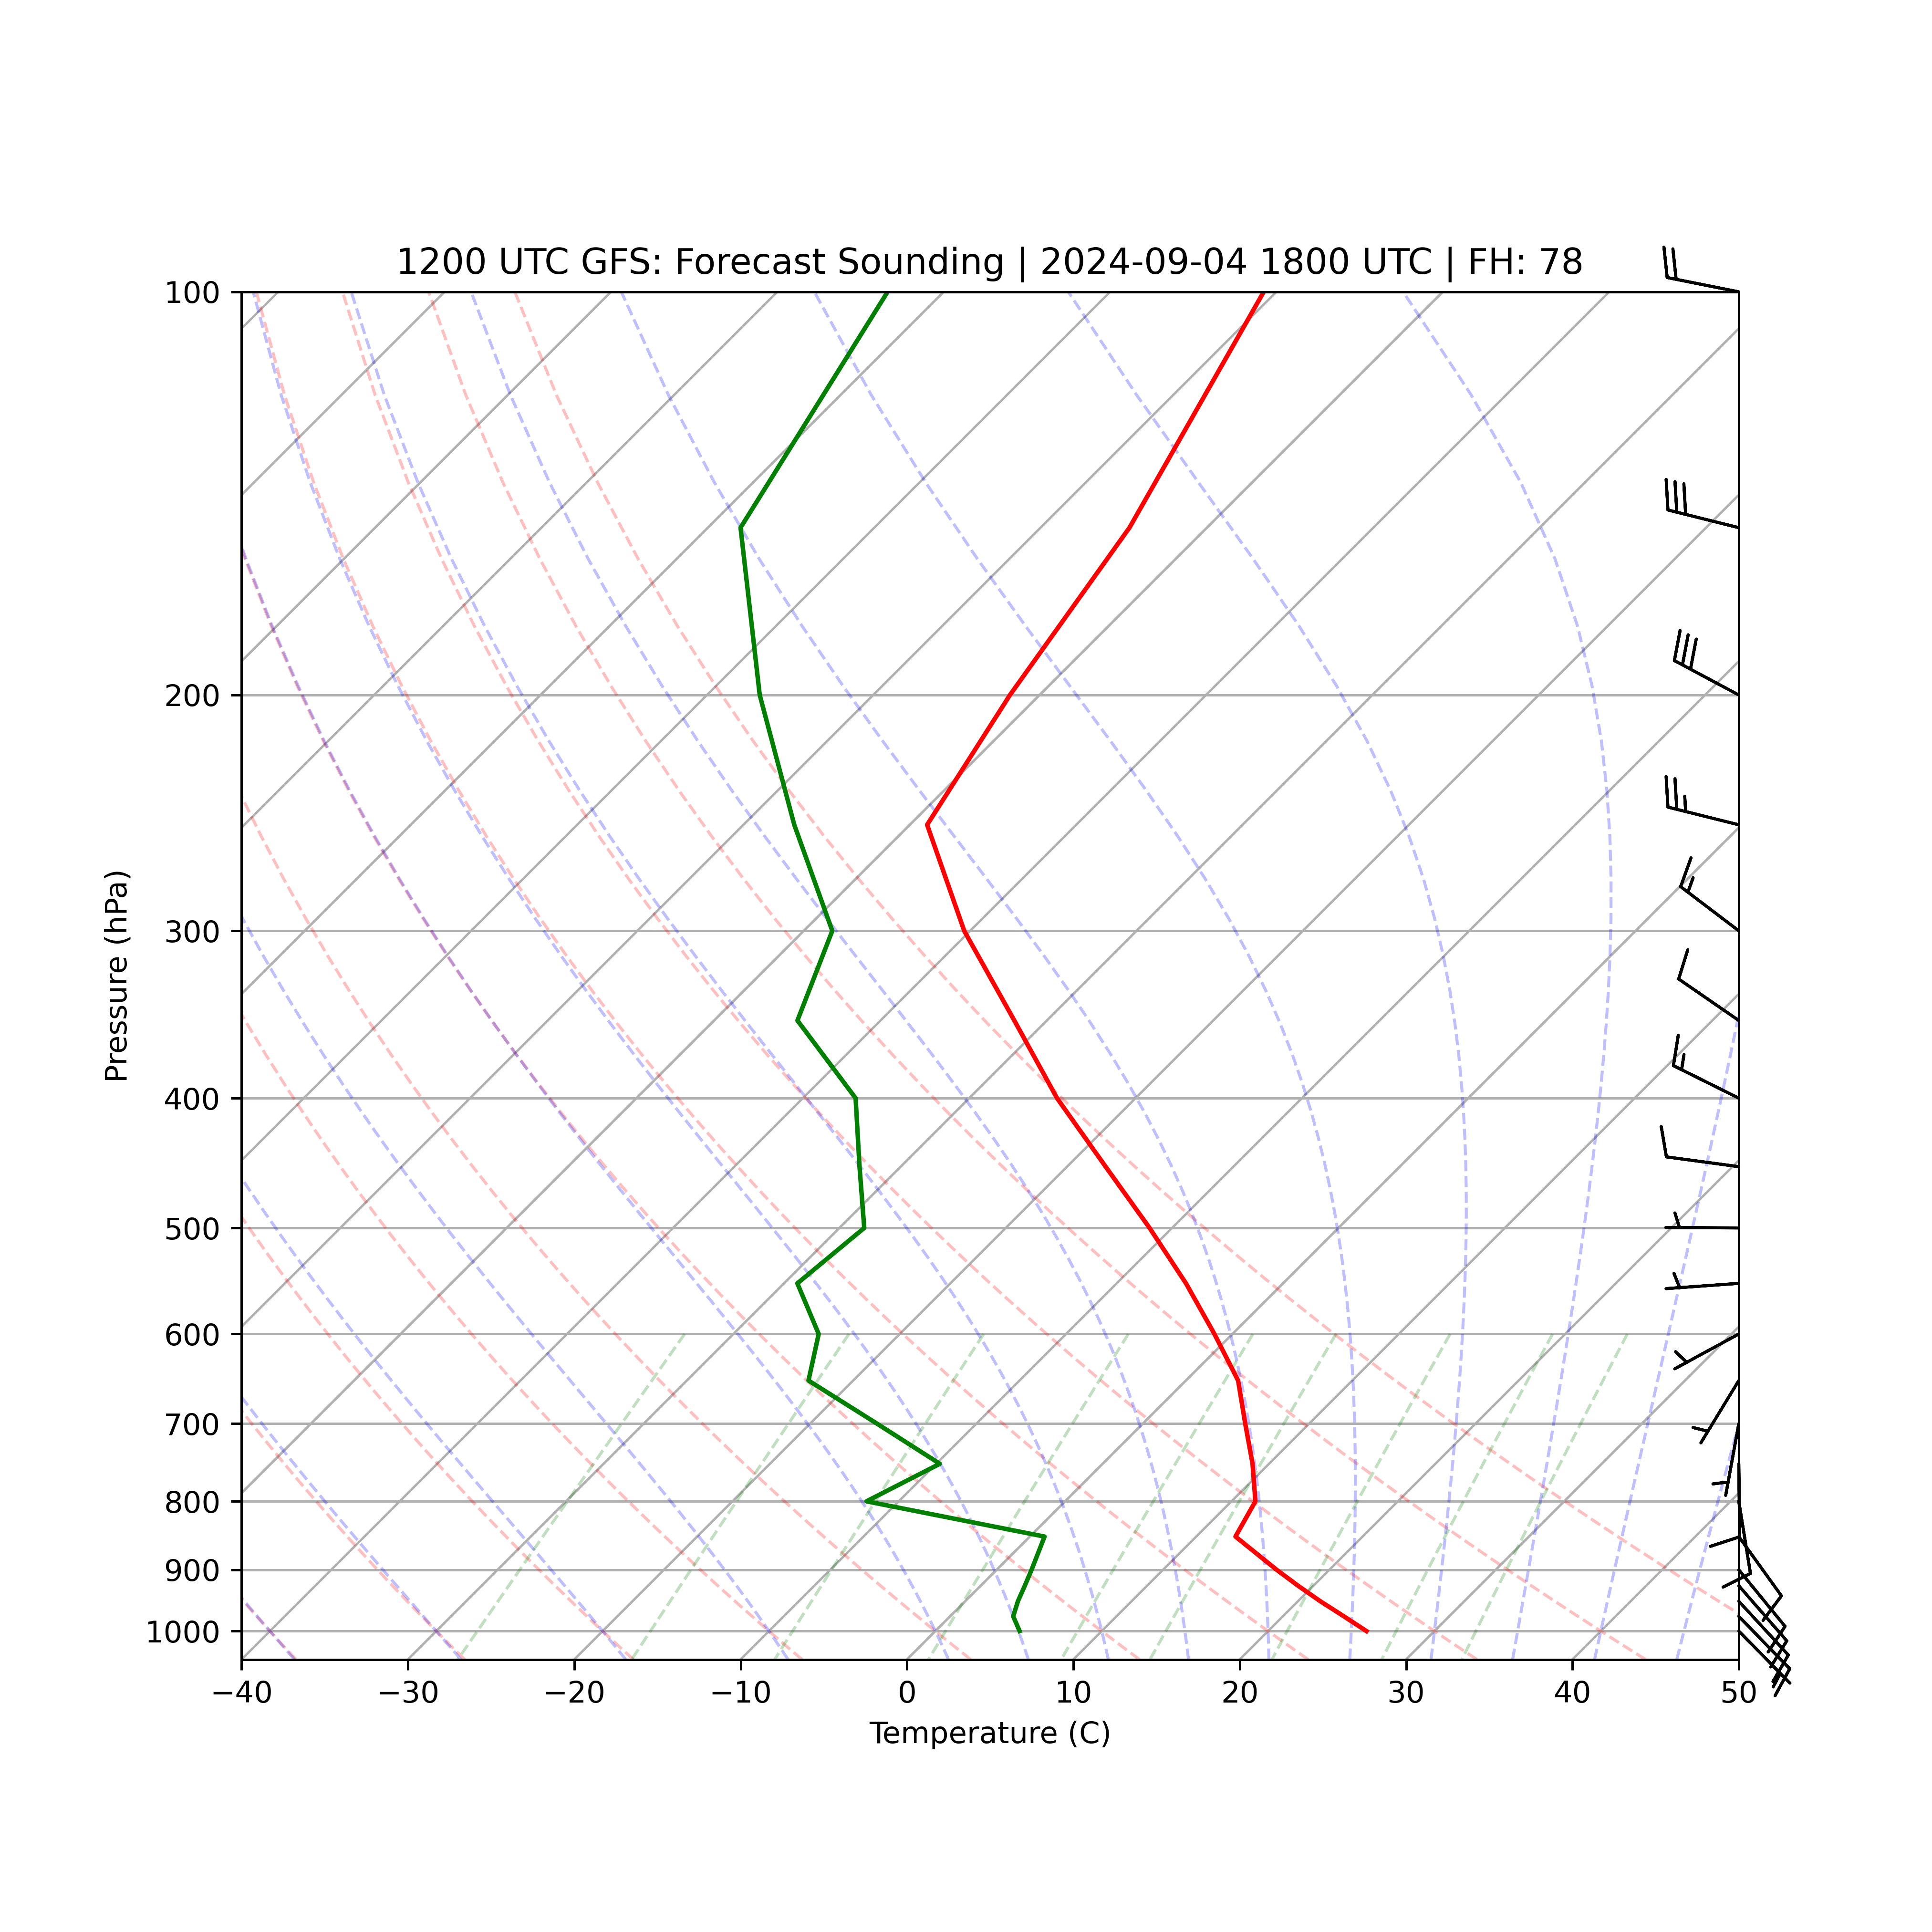 1200 UTC GFS: Forecast Sounding | 2024-09-04 1800 UTC | FH: 78
100
200
300
400
500
600
700
800
900
1000
Pressure (hPa)
−40 −30 −20 −10 0 10 20 30 40 50
Temperature (C)